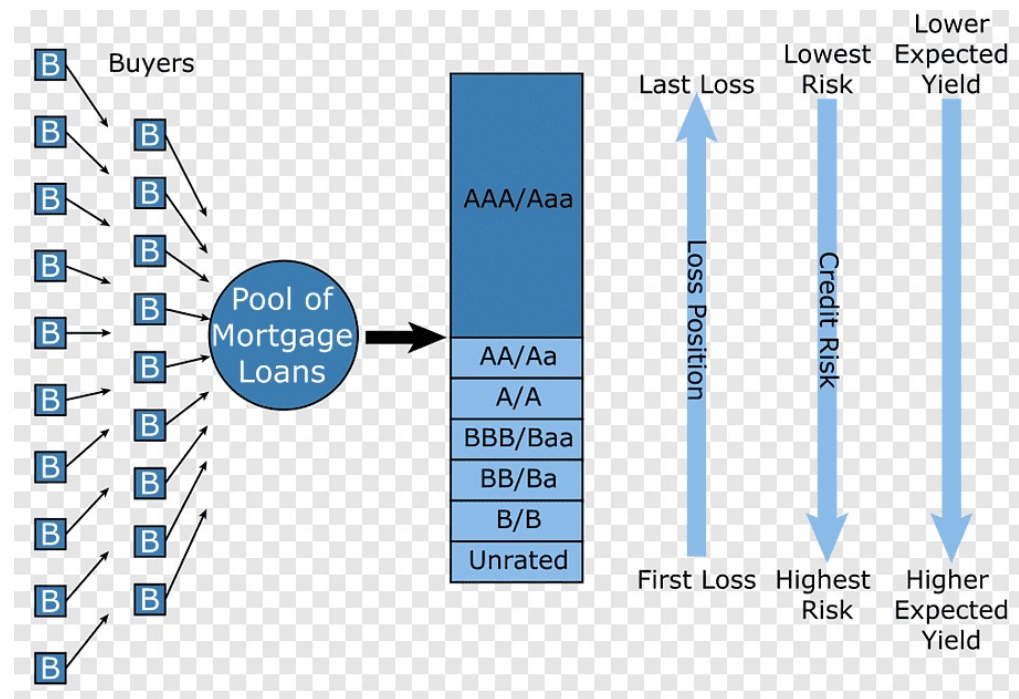 B
B
B
B
B
B
B
B
B
B
Buyers
B
B
B
B
B
B
B
B
Pool of
Mortgage
Loans
AAA/Aaa
AA/Aa
A/A
BBB/Baa
BB/Ba
B/B
Unrated
Last Loss
Loss Position
First Loss
Lowest
Risk
Credit Risk
Highest
Risk
Lower
Expected
Yield
Higher
Expected
Yield